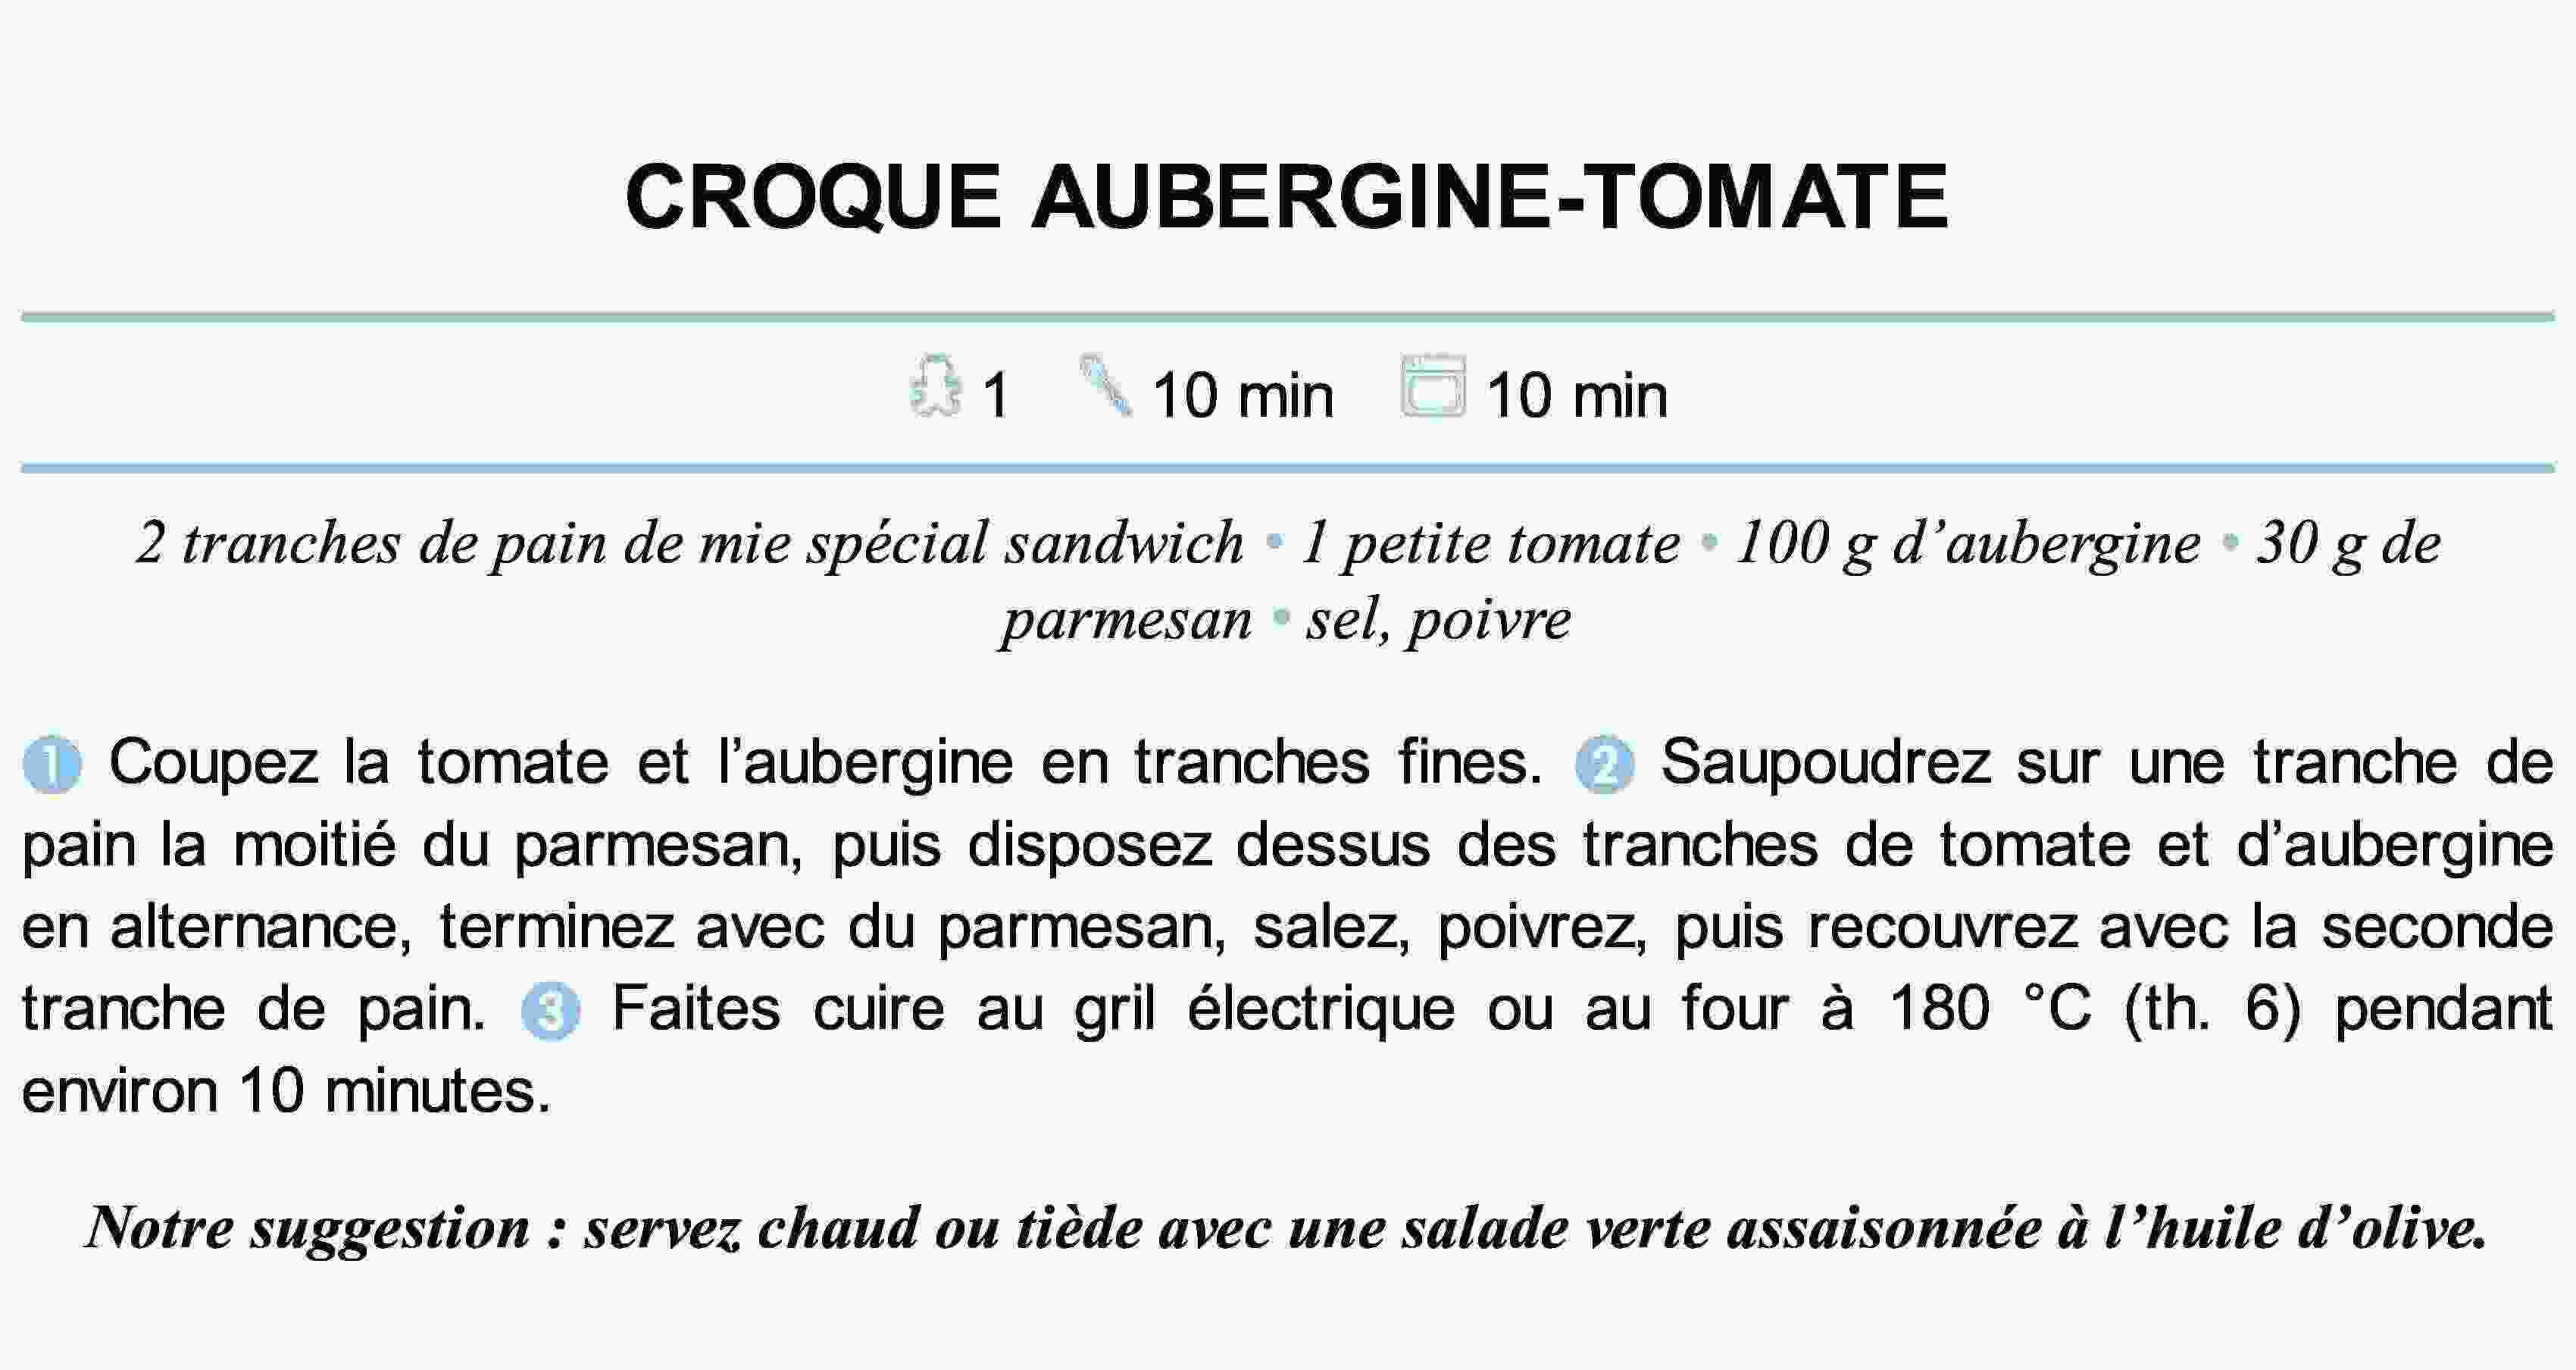 CROQUE AUBERGINE-TOMATE
1 10 min 10 min
2 tranches de pain de mie spécial sandwich • 1 petite tomate • 100 g d’aubergine • 30 g de
parmesan • sel, poivre
1 Coupez la tomate et l’aubergine en tranches fines. 2 Saupoudrez sur une tranche de
pain la moitié du parmesan, puis disposez dessus des tranches de tomate et d’aubergine
en alternance, terminez avec du parmesan, salez, poivrez, puis recouvrez avec la seconde
tranche de pain. 3 Faites cuire au gril électrique ou au four à 180 °C (th. 6) pendant
environ 10 minutes.
Notre suggestion : servez chaud ou tiède avec une salade verte assaisonnée à l’huile d’olive.